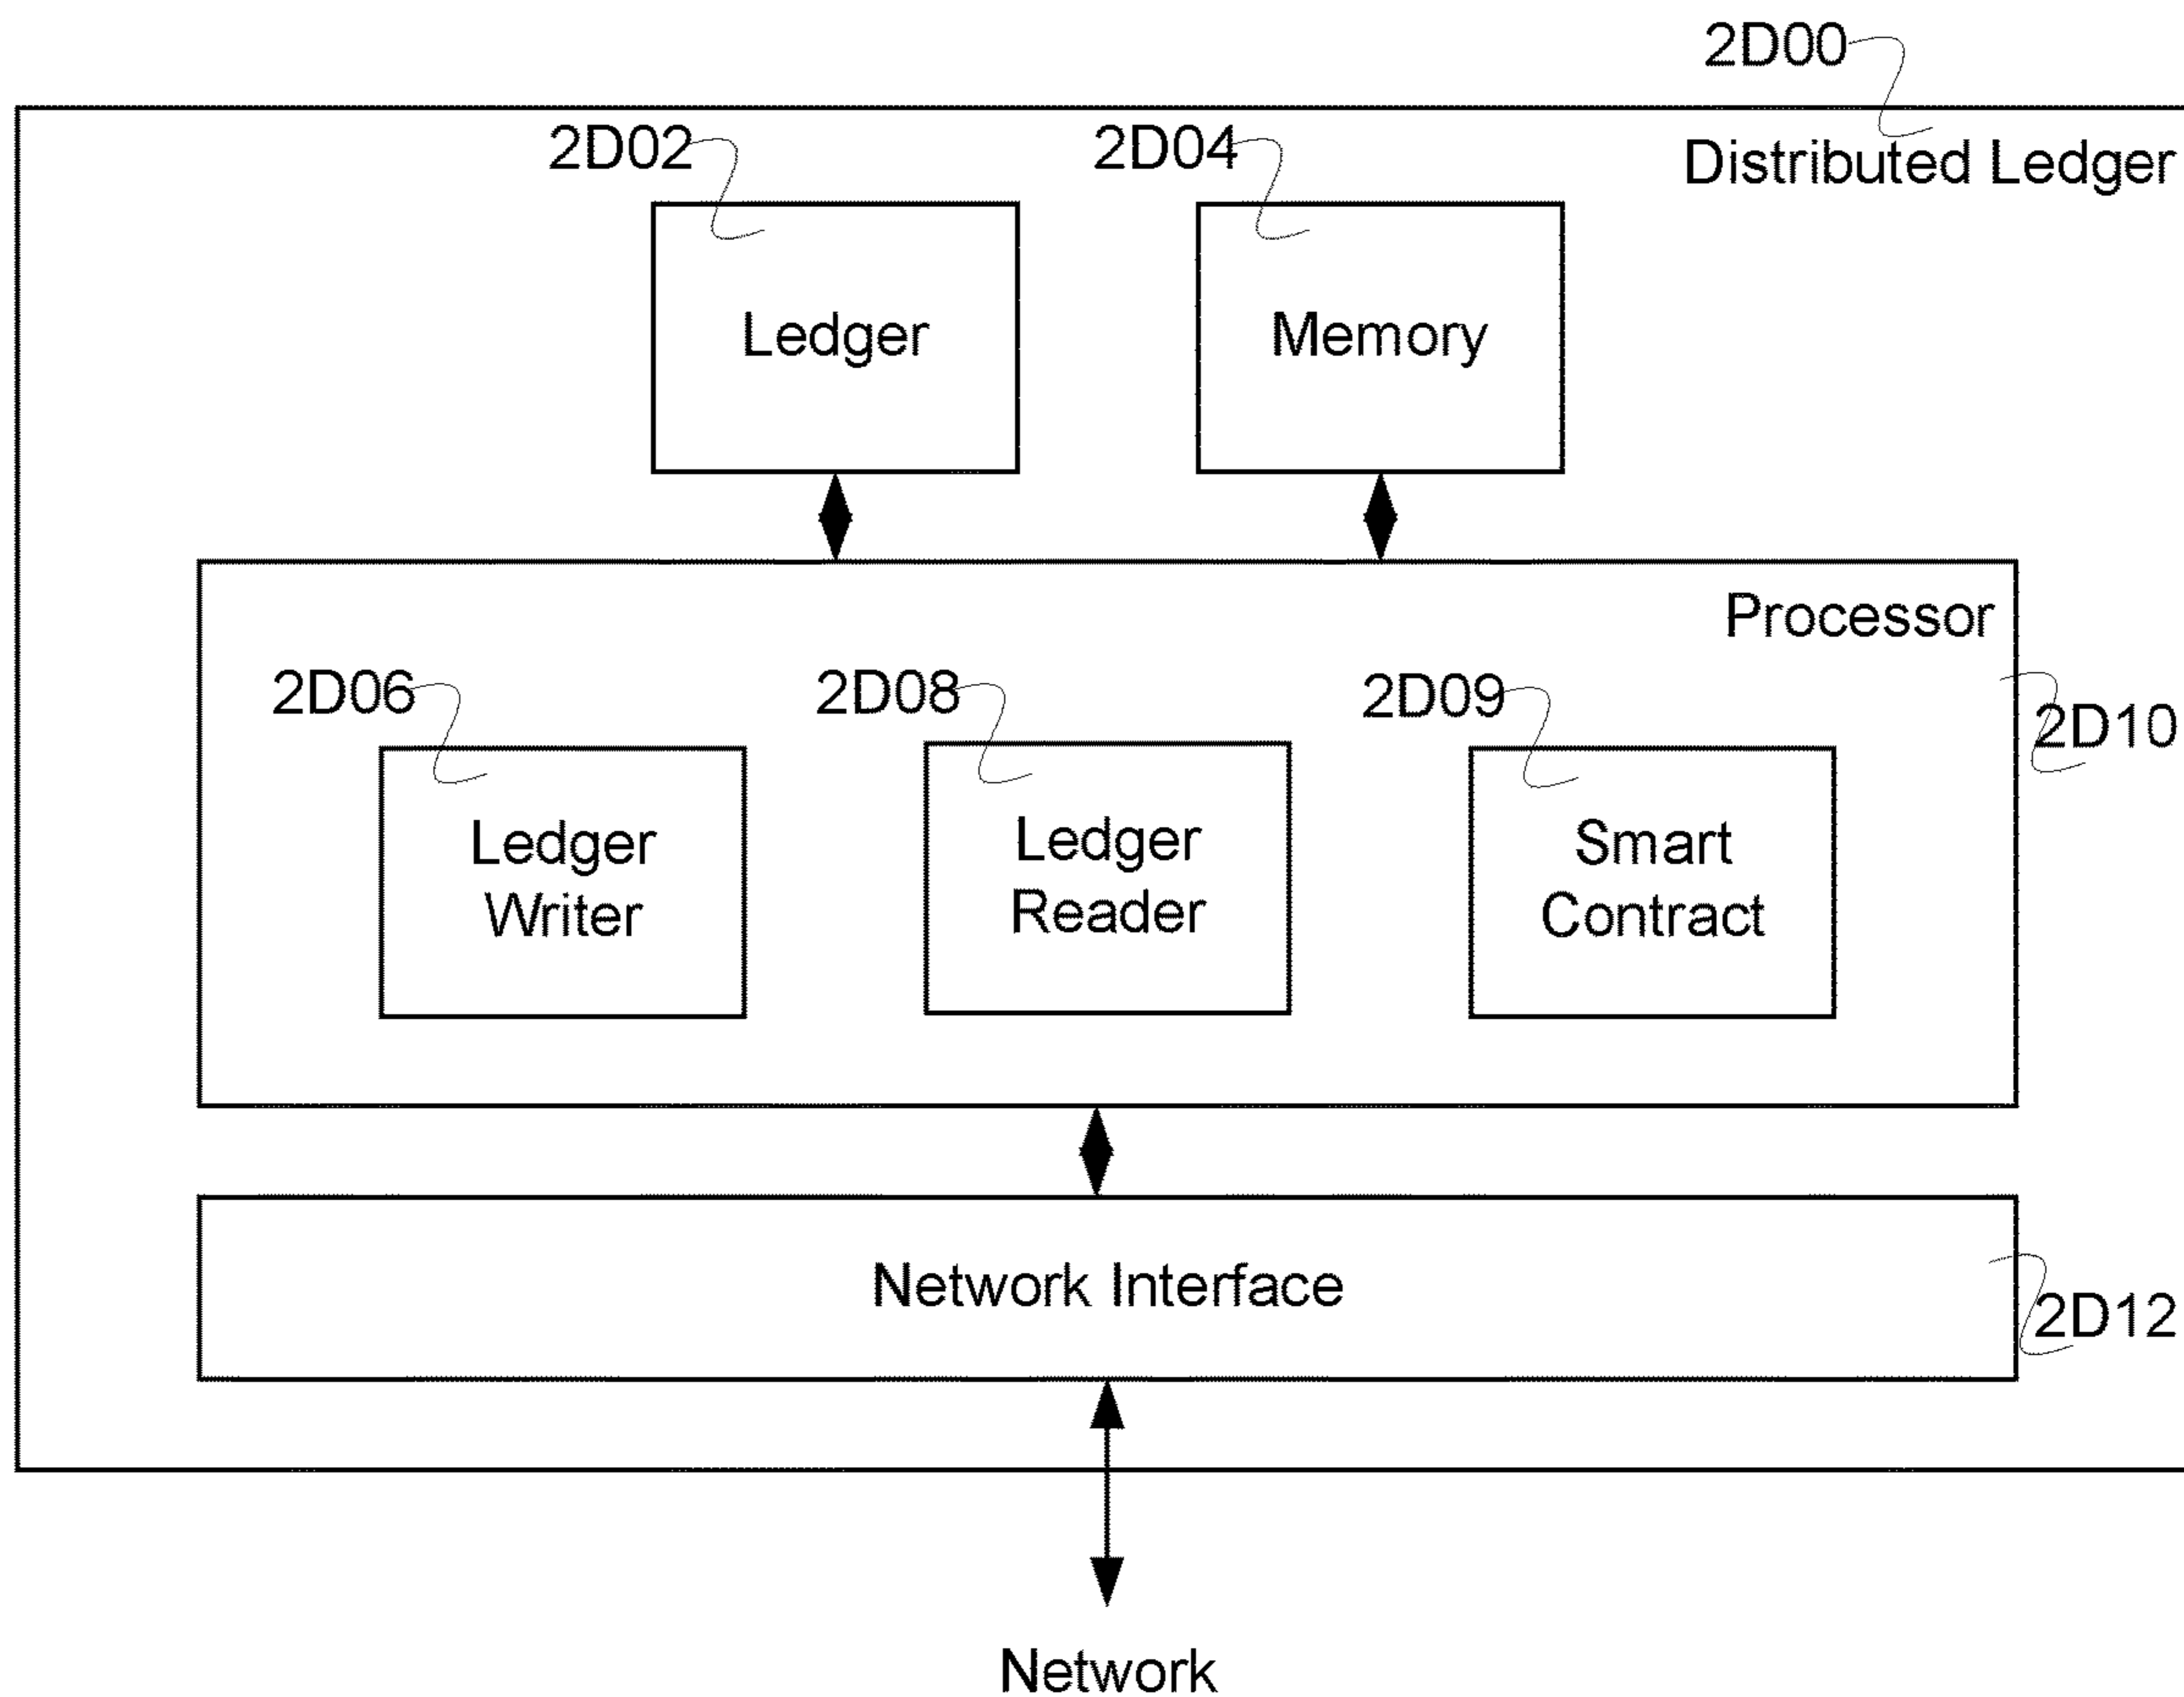 2D00
Distributed Ledger
2D02
2D04
Ledger
Memory
Processor
2D06
2D08
2D09
2D10
Ledger
Writer
Ledger
Reader
Smart
Contract
Network Interface
2D12
Network